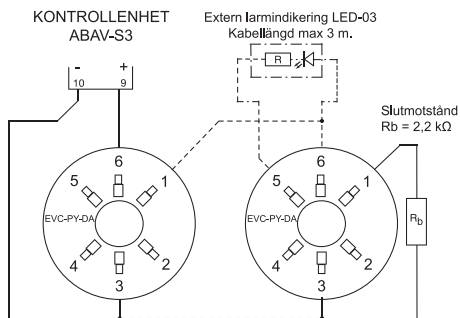 KONTROLLENHET
ABAV-S3
- +
10 9
Extern larmindikering LED-03
Kabellängd max 3 m.
R
Slutmotstånd
Rb = 2,2 kΩ
6
5 1
EVC-PY-DA
4 2
3
6
5 1
EVC-PY-DA
4 2
3
Rb